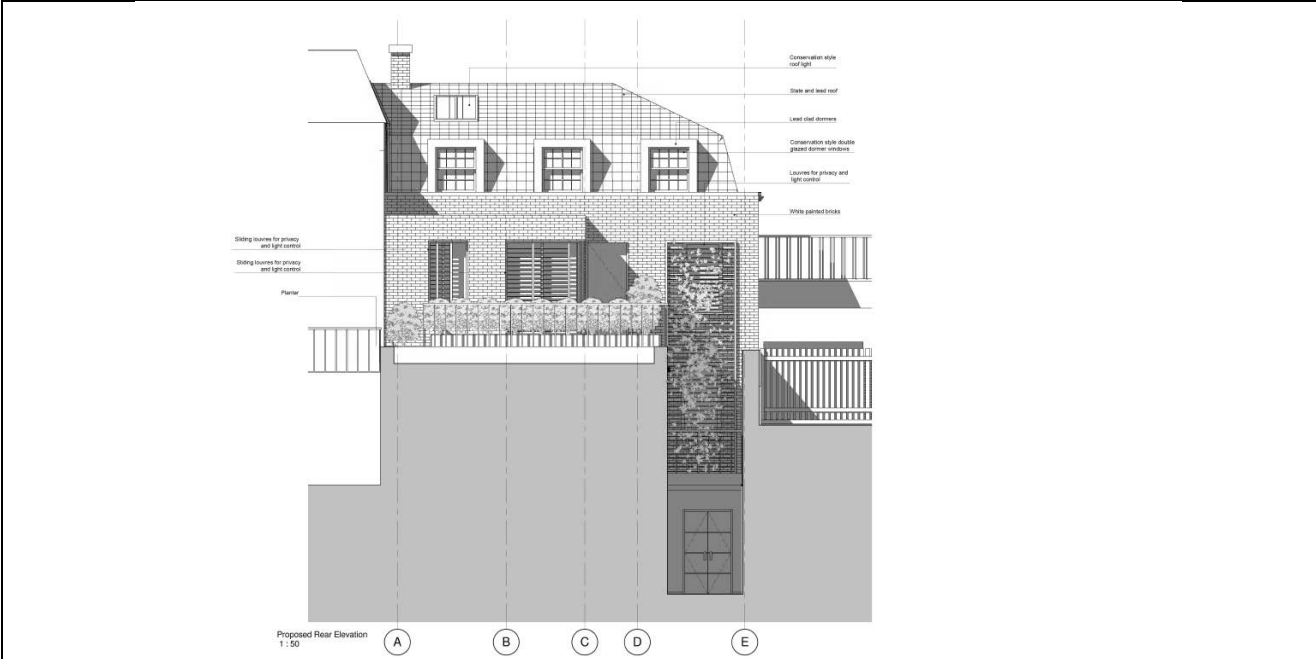 Conservation style
roof light
Slate and lead roof
Lead clad dormers
Conservation style double
glazed dormer windows
Louvres for privacy and
light control
White painted bricks
Sliding louvres for privacy
and light control
Sliding louvres for privacy
and light control
Planter
Proposed Rear Elevation
1 : 50
A
B
C
D
E